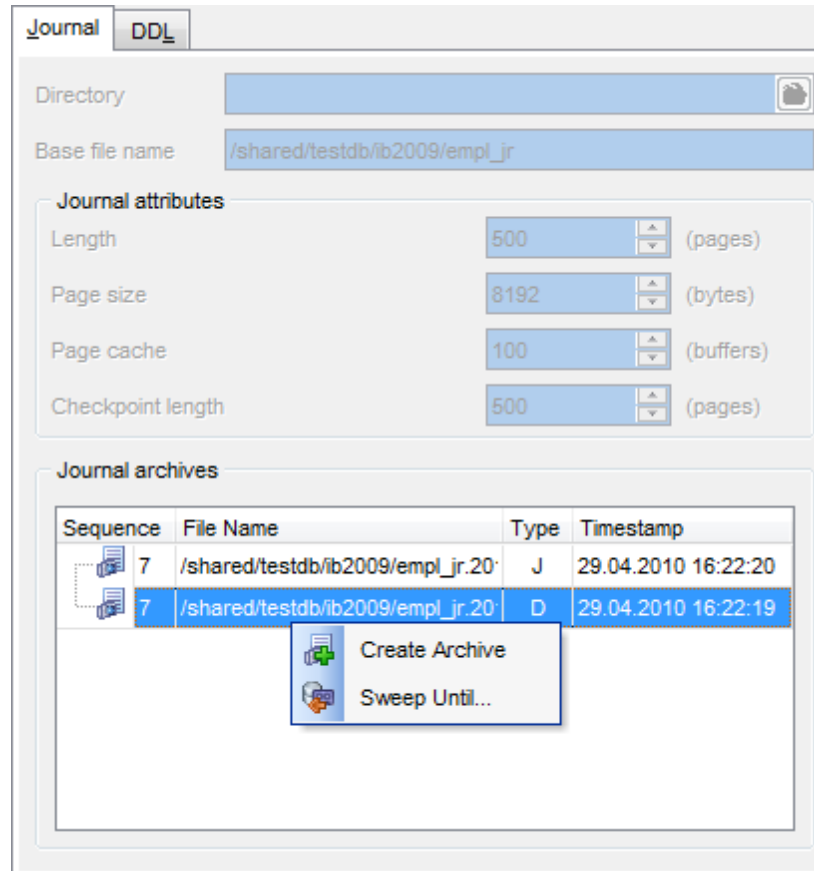 Journal DDL
Directory
Base file name /shared/testdb/ib2009/empl_jr
Journal attributes
Length 500 (pages)
Page size 8192 (bytes)
Page cache 100 (buffers)
Checkpoint length 500 (pages)
Journal archives
Sequence File Name Type Timestamp
7 /shared/testdb/ib2009/empl_jr.20 J 29.04.2010 16:22:20
7 /shared/testdb/ib2009/empl_jr.20 D 29.04.2010 16:22:19
Create Archive
Sweep Until...